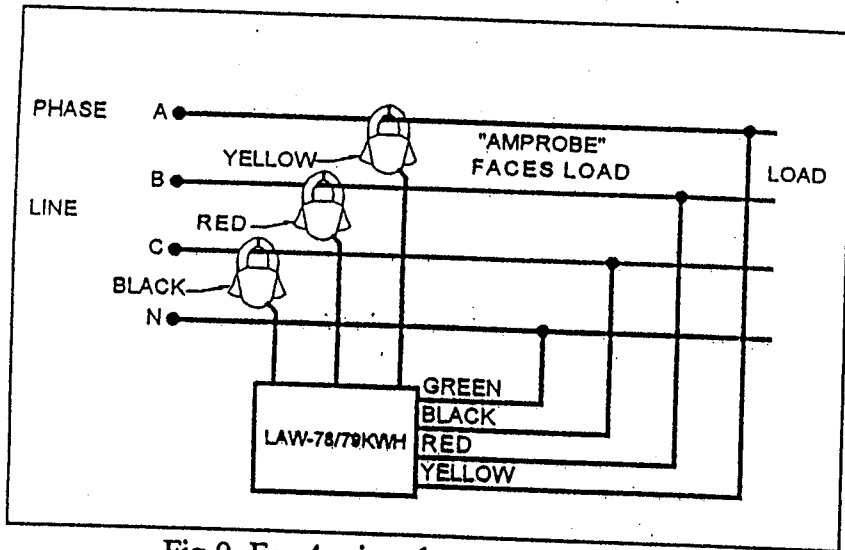 PHASE A
YELLOW
"AMPROBE"
FACES LOAD
LOAD
B
LINE
RED
C
BLACK
N
GREEN
BLACK
LAW-78/79KWH
RED
YELLOW